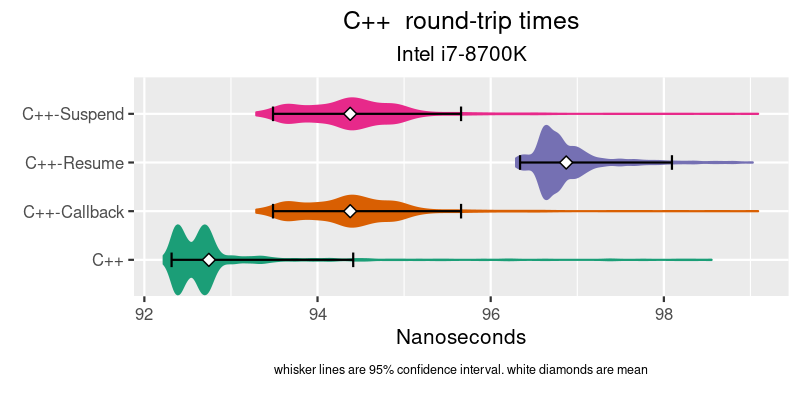 C++ round-trip times
Intel i7-8700K
C++-Suspend
C++-Resume
C++-Callback
C++
92 94 96 98
Nanoseconds
whisker lines are 95% confidence interval. white diamonds are mean